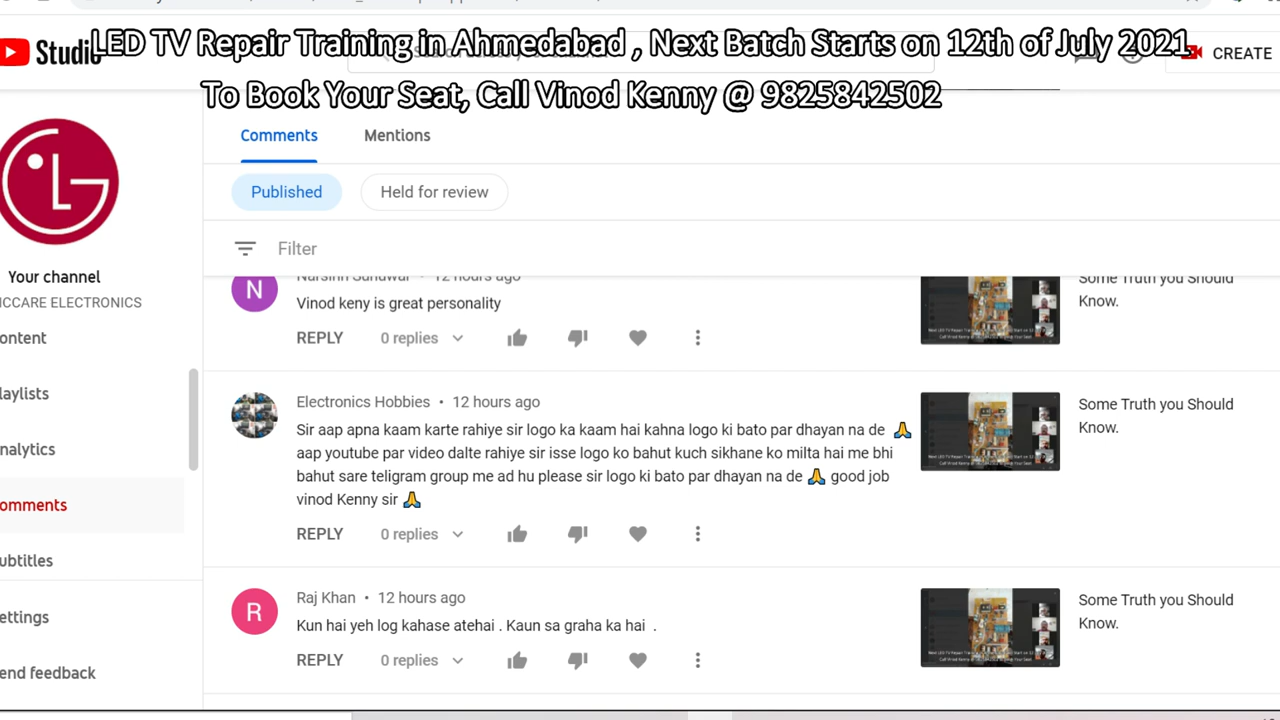 LED TV Repair Training in Ahmedabad , Next Batch Starts on 12th of July 2021.
To Book Your Seat, Call Vinod Kenny @ 9825842502
Studio
CREATE
Comments
Mentions
Published
Held for review
Filter
Your channel
CCARE ELECTRONICS
ontent
laylists
nalytics
omments
ubtitles
ettings
end feedback
12 hours ago
Vinod keny is great personality
REPLY 0 replies
Some Truth you Should
Know.
Electronics Hobbies • 12 hours ago
Sir aap apna kaam karte rahiye sir logo ka kaam hai kahna logo ki bato par dhayan na de 🙏
aap youtube par video dalte rahiye sir isse logo ko bahut kuch sikhane ko milta hai me bhi
bahut sare teligram group me ad hu please sir logo ki bato par dhayan na de 🙏 good job
vinod Kenny sir 🙏
REPLY 0 replies
Some Truth you Should
Know.
R
Raj Khan • 12 hours ago
Kun hai yeh log kahase atehai . Kaun sa graha ka hai .
REPLY 0 replies
Some Truth you Should
Know.
N